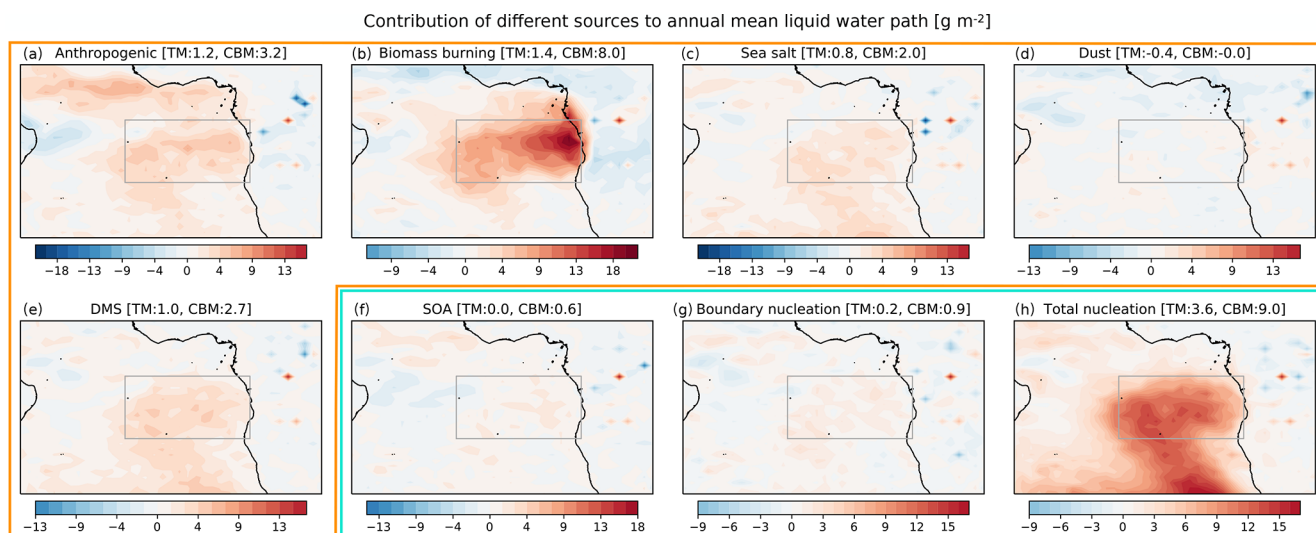 Contribution of different sources to annual mean liquid water path [g m-2]
(a) Anthropogenic [TM:1.2, CBM:3.2]
(b) Biomass burning [TM:1.4, CBM:8.0]
(c) Sea salt [TM:0.8, CBM:2.0]
(d) Dust [TM:-0.4, CBM:-0.0]
−18 −13 −9 −4 0 4 9 13
−9 −4 0 4 9 13 18
−18 −13 −9 −4 0 4 9 13
−13 −9 −4 0 4 9 13
(e) DMS [TM:1.0, CBM:2.7]
(f) SOA [TM:0.0, CBM:0.6]
(g) Boundary nucleation [TM:0.2, CBM:0.9]
(h) Total nucleation [TM:3.6, CBM:9.0]
−13 −9 −4 0 4 9 13
−13 −9 −4 0 4 9 13 18
−9 −6 −3 0 3 6 9 12 15
−9 −6 −3 0 3 6 9 12 15